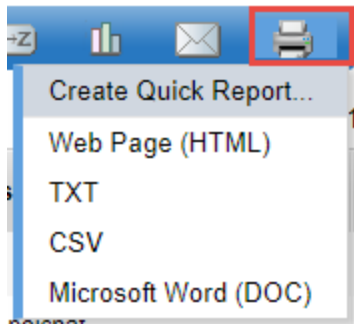 Z
Create Quick Report...
Web Page (HTML)
TXT
CSV
Microsoft Word (DOC)